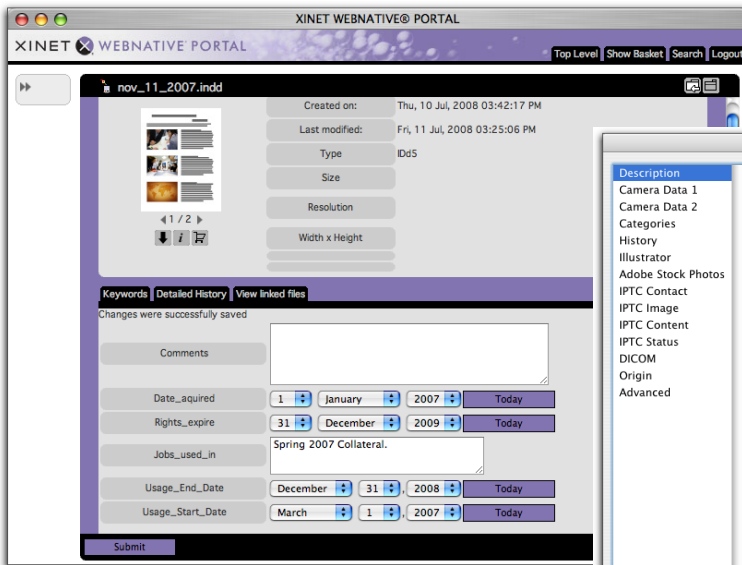 XINET WEBNATIVE® PORTAL
XINET WEBNATIVE PORTAL
Top Level Show Basket Search Logout
nov_11_2007.indd
Created on: Thu, 10 Jul, 2008 03:42:17 PM
Last modified: Fri, 11 Jul, 2008 03:25:06 PM
Type IDd5
Size
Resolution
1 / 2
Width x Height
Keywords Detailed History View linked files
Changes were successfully saved
Comments
Date_aquired 1 January 2007 Today
Rights_expire 31 December 2009 Today
Jobs_used_in Spring 2007 Collateral.
Usage_End_Date December 31 , 2008 Today
Usage_Start_Date March 1 , 2007 Today
Submit
Description
Camera Data 1
Camera Data 2
Categories
History
Illustrator
Adobe Stock Photos
IPTC Contact
IPTC Image
IPTC Content
IPTC Status
DICOM
Origin
Advanced